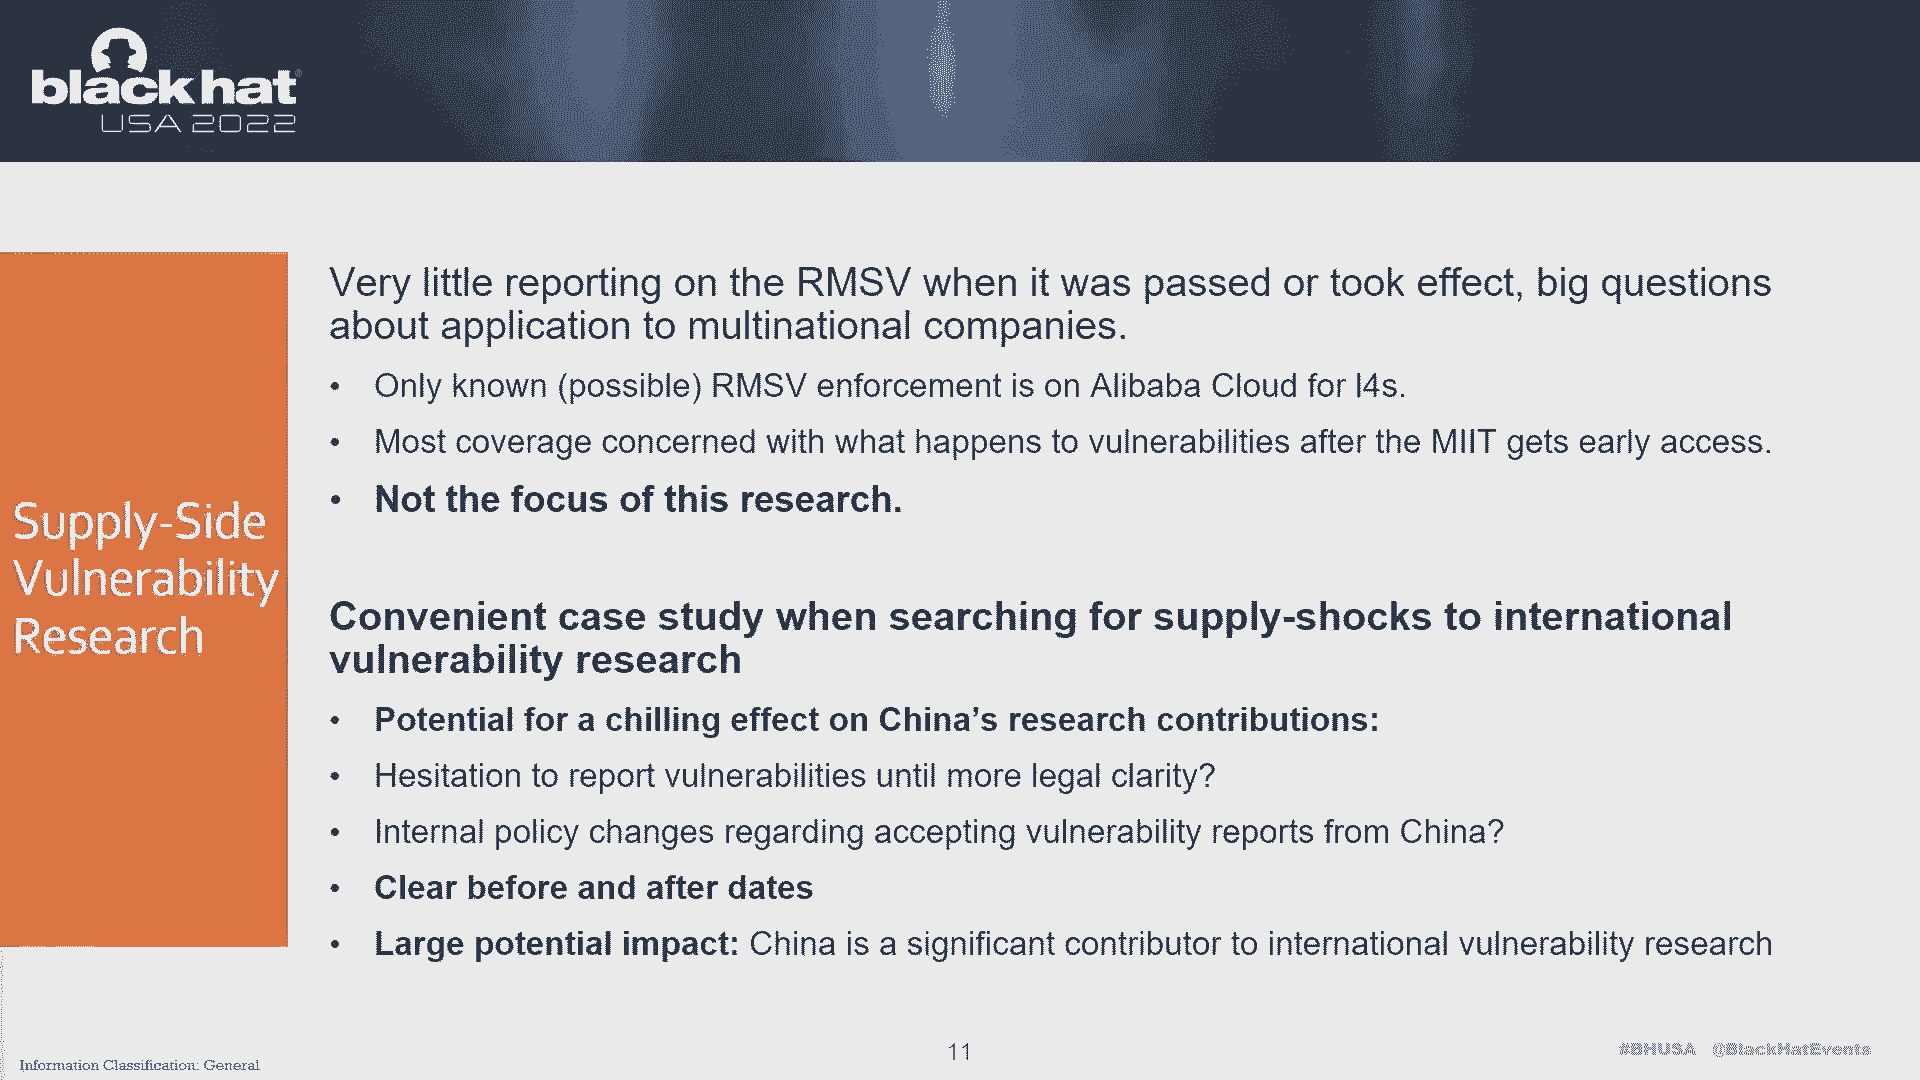 black hat
USA 2022
Supply-Side
Vulnerability
Research
Very little reporting on the RMSV when it was passed or took effect, big questions
about application to multinational companies.
• Only known (possible) RMSV enforcement is on Alibaba Cloud for l4s.
• Most coverage concerned with what happens to vulnerabilities after the MIIT gets early access.
• Not the focus of this research.
Convenient case study when searching for supply-shocks to international
vulnerability research
• Potential for a chilling effect on China’s research contributions:
• Hesitation to report vulnerabilities until more legal clarity?
• Internal policy changes regarding accepting vulnerability reports from China?
• Clear before and after dates
• Large potential impact: China is a significant contributor to international vulnerability research
Information Classification: General
11
#BHUSA @BlackHatEvents